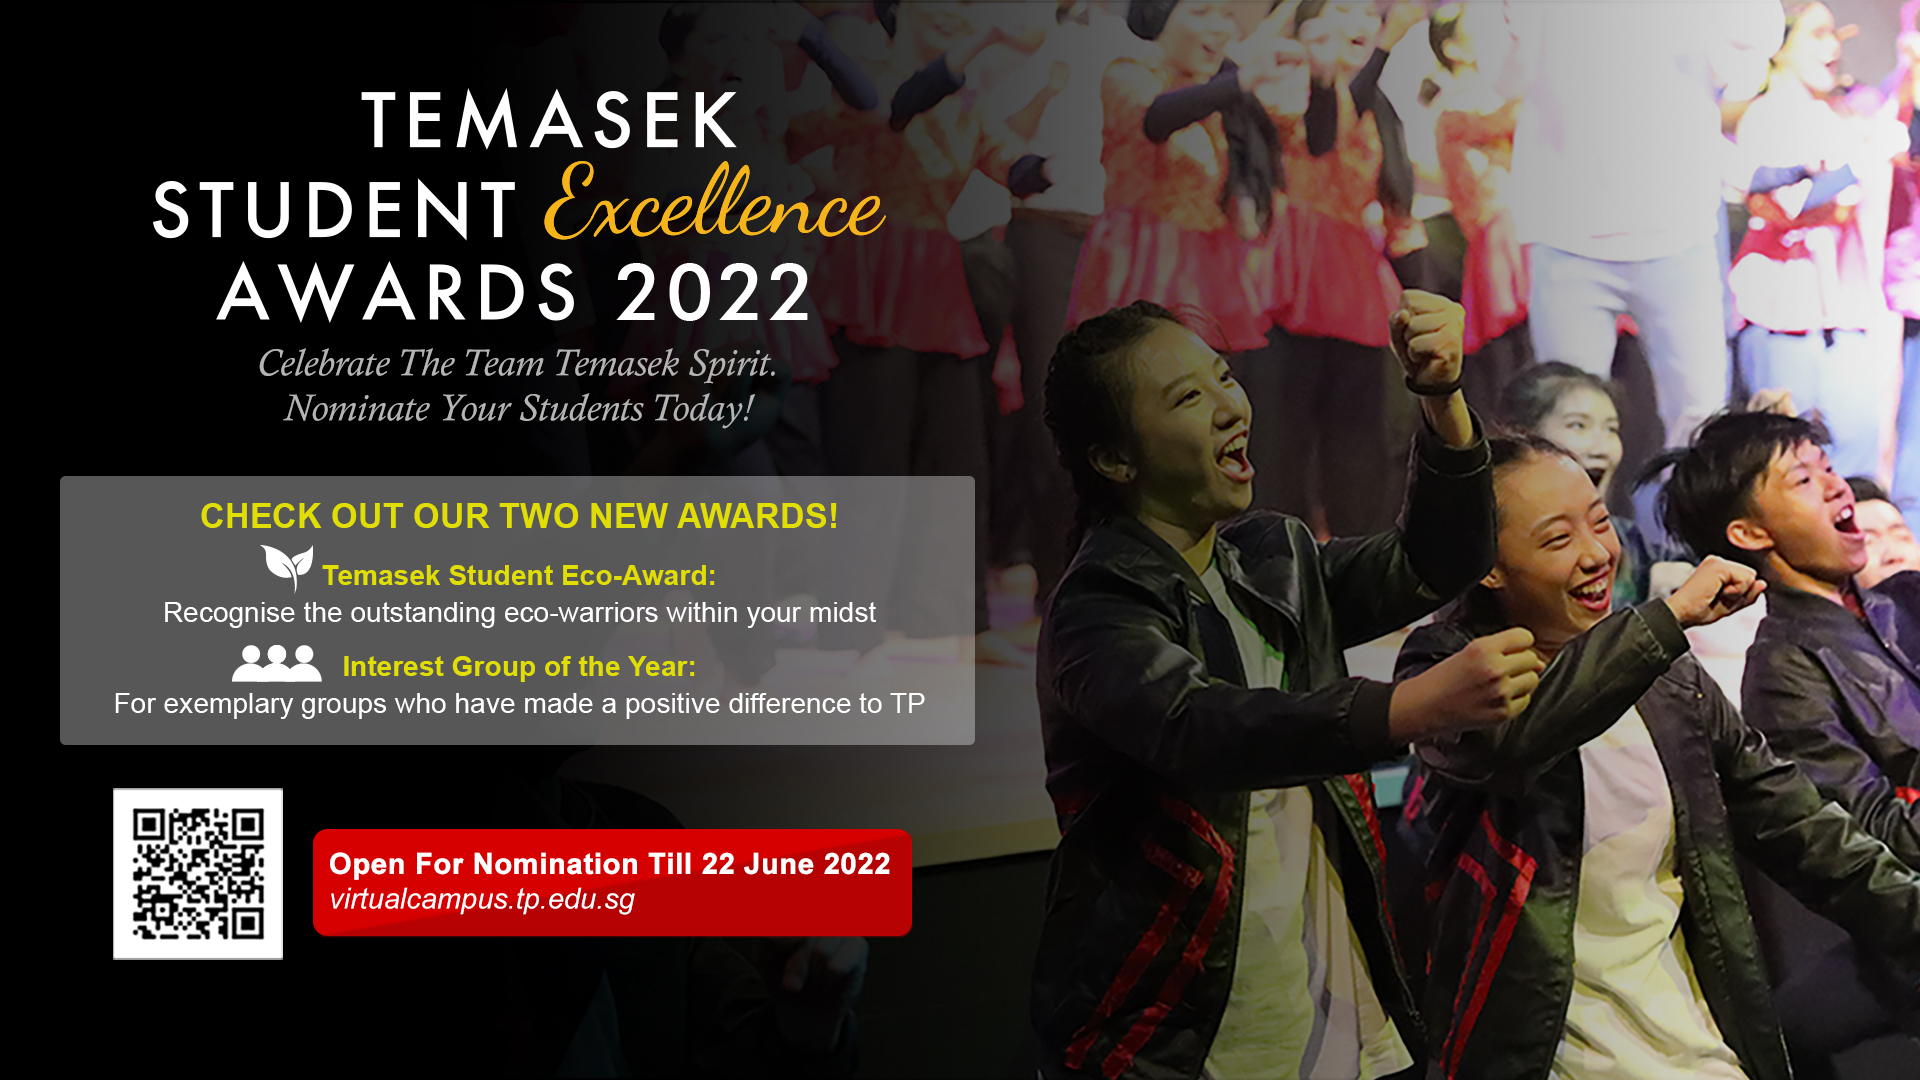 TEMASEK
STUDENT Excellence
AWARDS 2022
Celebrate The Team Temasek Spirit.
Nominate Your Students Today!
CHECK OUT OUR TWO NEW AWARDS!
Temasek Student Eco-Award:
Recognise the outstanding eco-warriors within your midst
Interest Group of the Year:
For exemplary groups who have made a positive difference to TP
Open For Nomination Till 22 June 2022
virtualcampus.tp.edu.sg